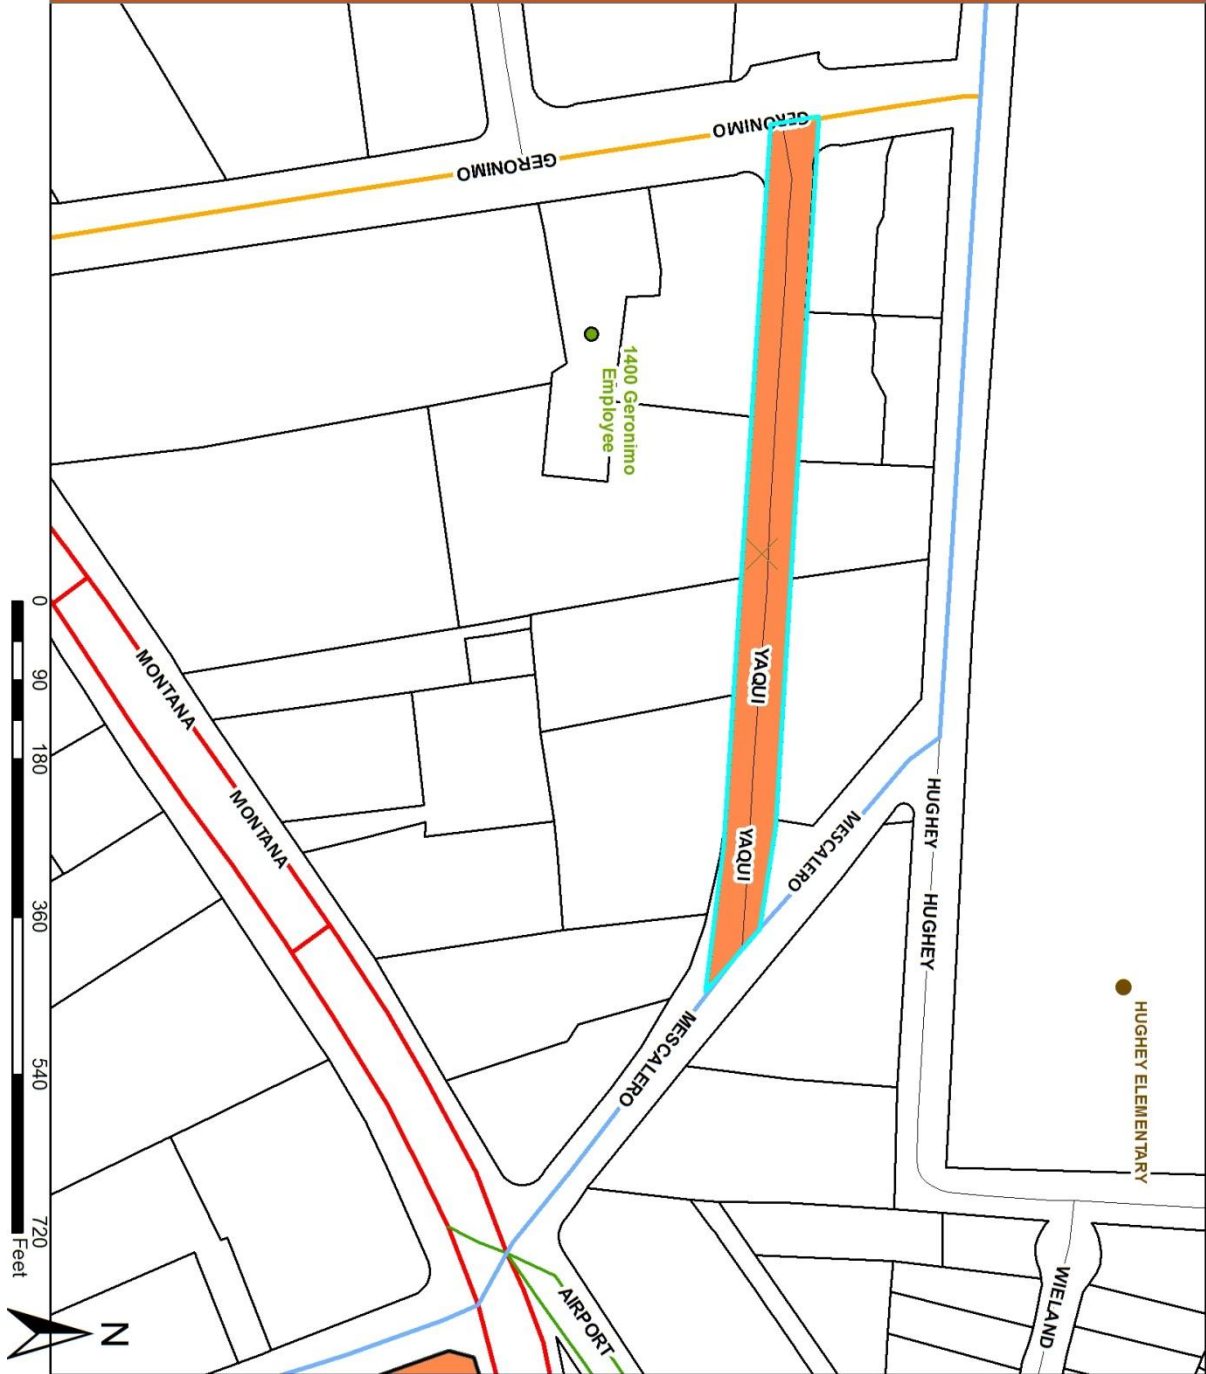 GERONIMO
GERONIMO
1400 Geronimo
Employee
YAQUI
YAQUI
MONTANA
MONTANA
MESCALERO
MESCALERO
HUGHEY
HUGHEY
HUGHEY ELEMENTARY
WIELAND
AIRPORT
0 90 180 360 540 720
Feet
N